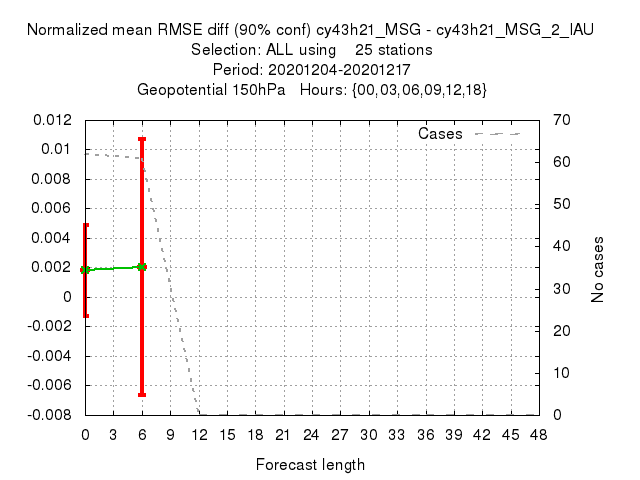 Normalized mean RMSE diff (90% conf) cy43h21_MSG - cy43h21_MSG_2_IAU
Selection: ALL using    25 stations
Period: 20201204-20201217
Geopotential 150hPa   Hours: {00,03,06,09,12,18}
Cases
0.012
0.01
0.008
0.006
0.004
0.002
0
-0.002
-0.004
-0.006
-0.008
70
60
50
40
30
20
10
0
No cases
0 3 6 9 12 15 18 21 24 27 30 33 36 39 42 45 48
Forecast length